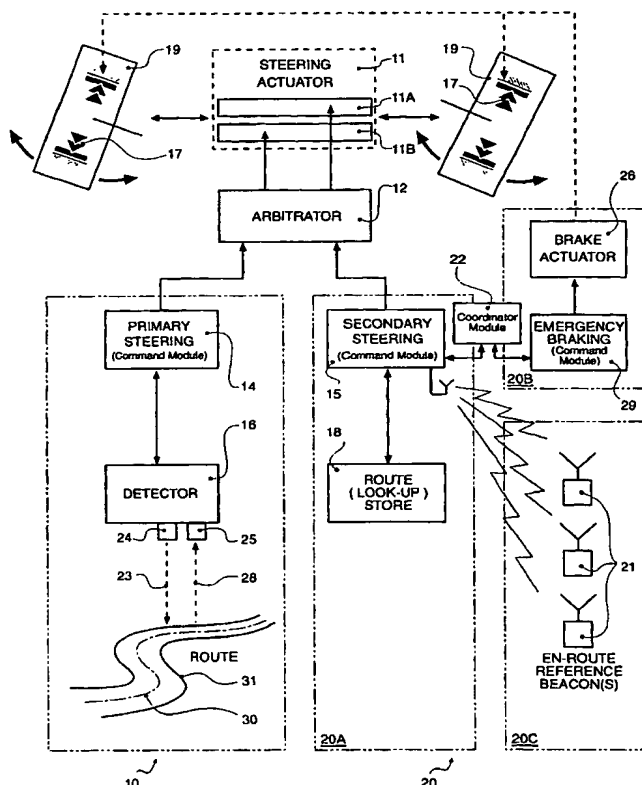 19
STEERING
ACTUATOR
11
11A
11B
19
17
17
ARBITRATOR
12
26
BRAKE
ACTUATOR
22
Coordinator
Module
PRIMARY
STEERING
(Command Module)
14
SECONDARY
STEERING
(Command Module)
15
EMERGENCY
BRAKING
(Command
Module)
20B
29
16
DETECTOR
24
25
18
ROUTE
( LOOK-UP )
STORE
23
28
21
ROUTE
31
30
EN-ROUTE
REFERENCE
BEACON(S)
20A
20C
10
20